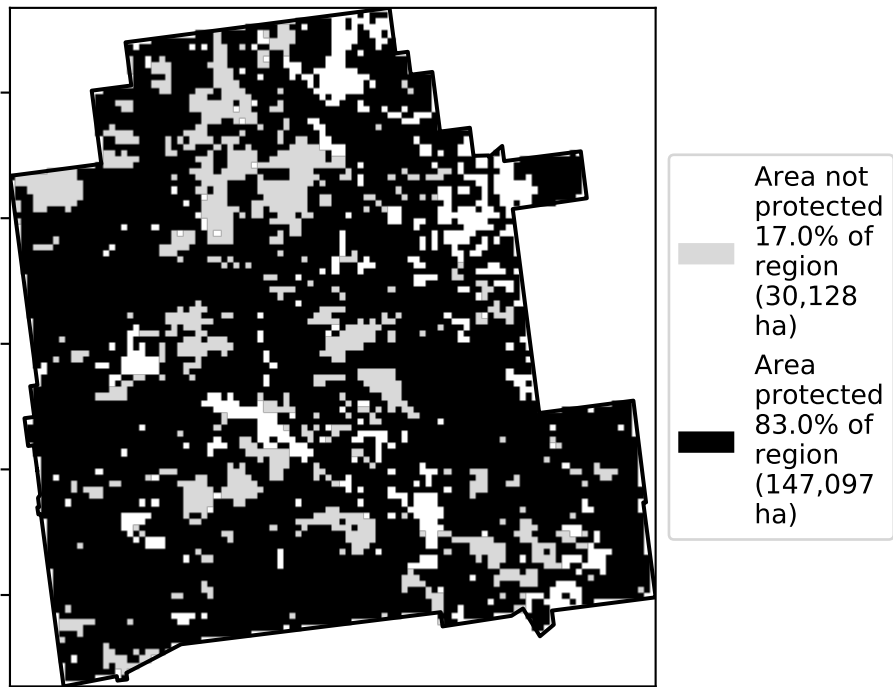 Area not
protected
17.0% of
region
(30,128
ha)
Area
protected
83.0% of
region
(147,097
ha)